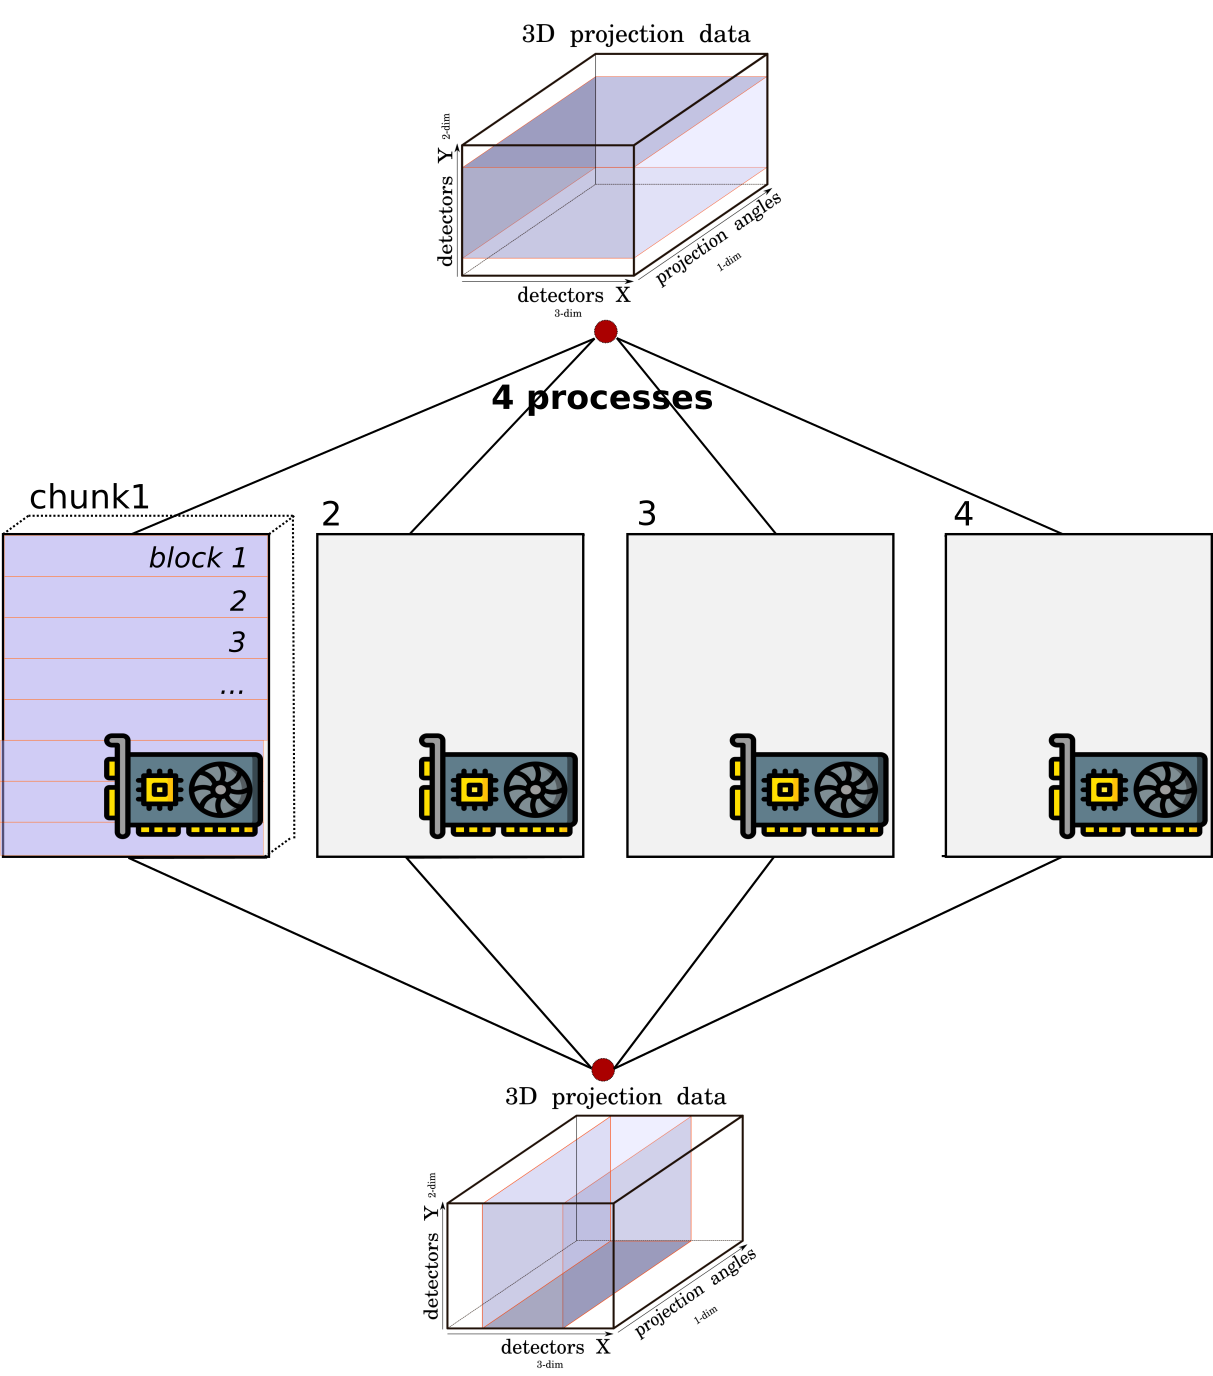 3D projection data
detectors Y 2-dim
projection angles
1-dim
detectors X
3-dim
4 processes
chunk1
2
3
4
block 1
2
3
...
3D projection data
detectors Y 2-dim
projection angles
1-dim
detectors X
3-dim